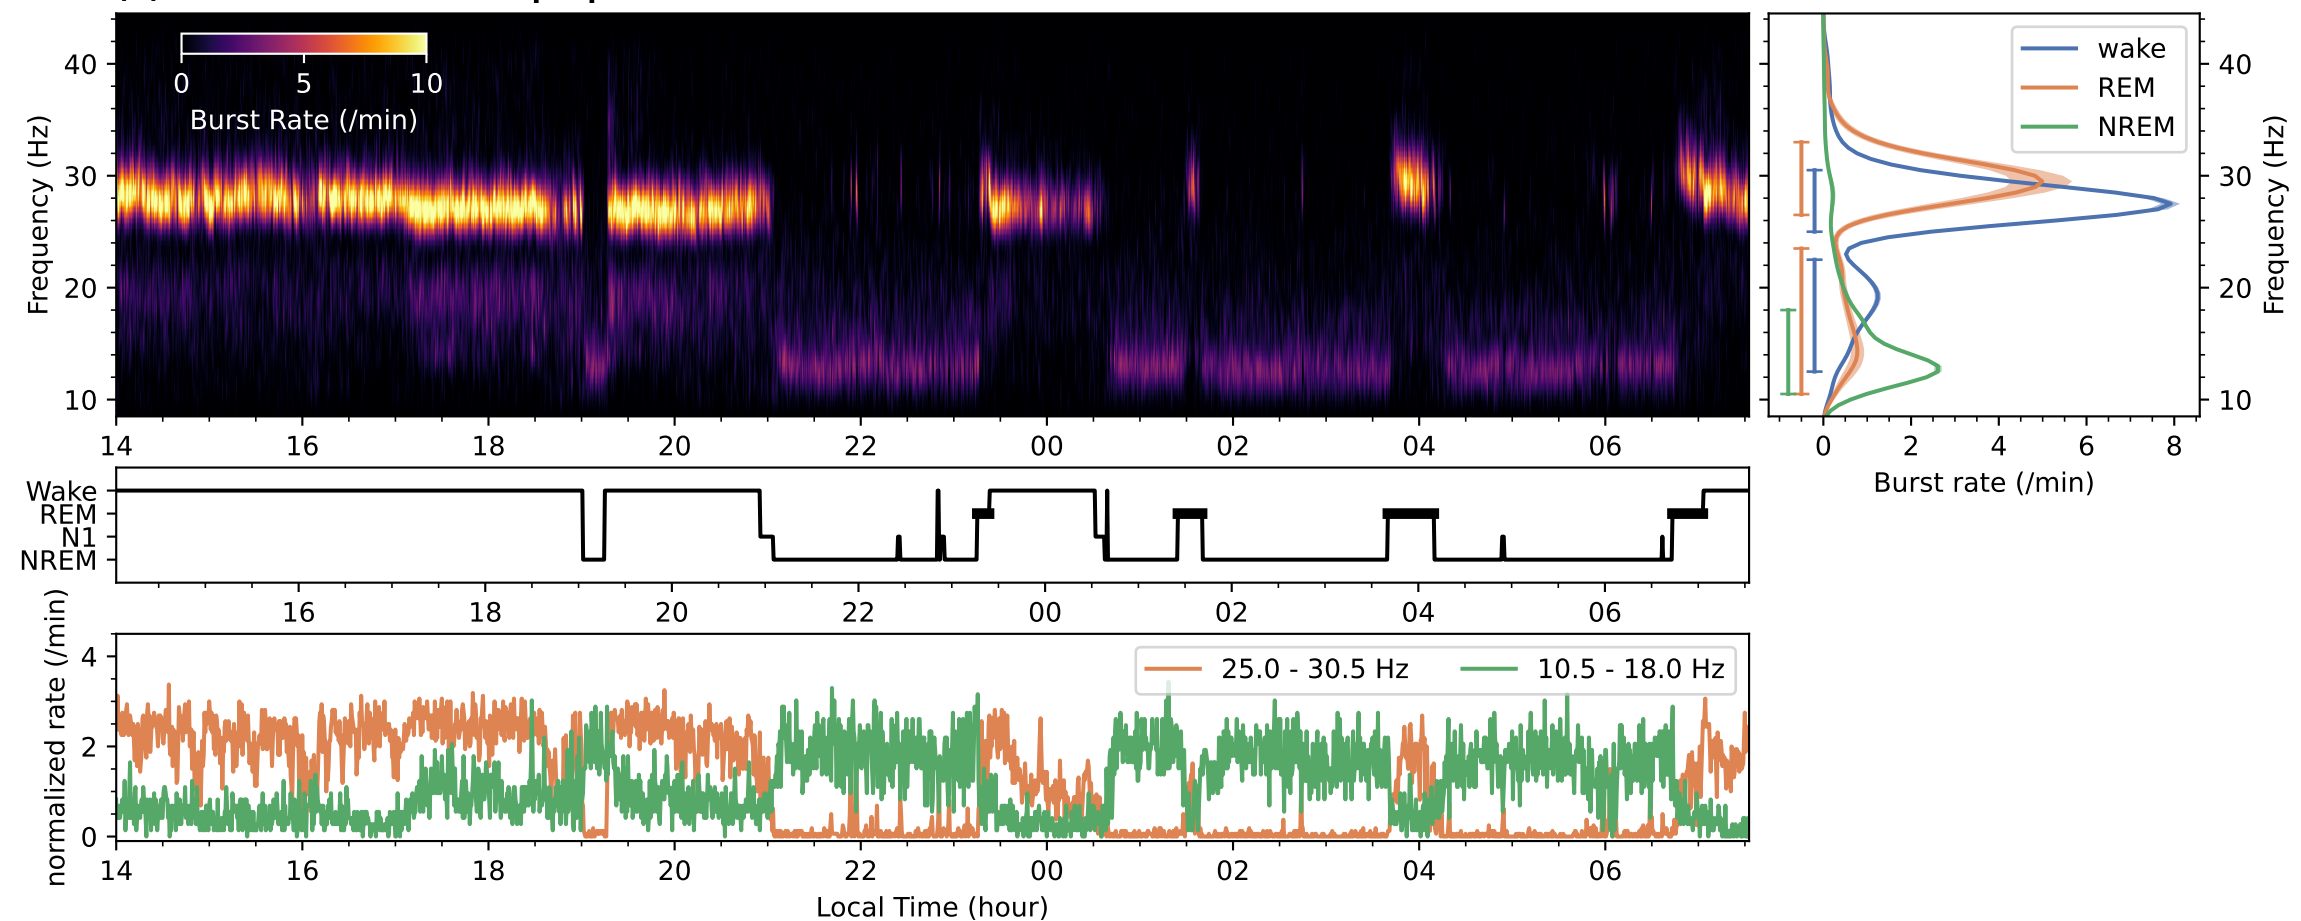 40
30
20
10
Frequency (Hz)
0 5 10
Burst Rate (/min)
14 16 18 20 22 00 02 04 06
wake
REM
NREM
40
30
20
10
Frequency (Hz)
0 2 4 6 8
Burst rate (/min)
Wake
REM
N1
NREM
16 18 20 22 00 02 04 06
normalized rate (/min)
4
2
0
25.0 - 30.5 Hz 10.5 - 18.0 Hz
14 16 18 20 22 00 02 04 06
Local Time (hour)